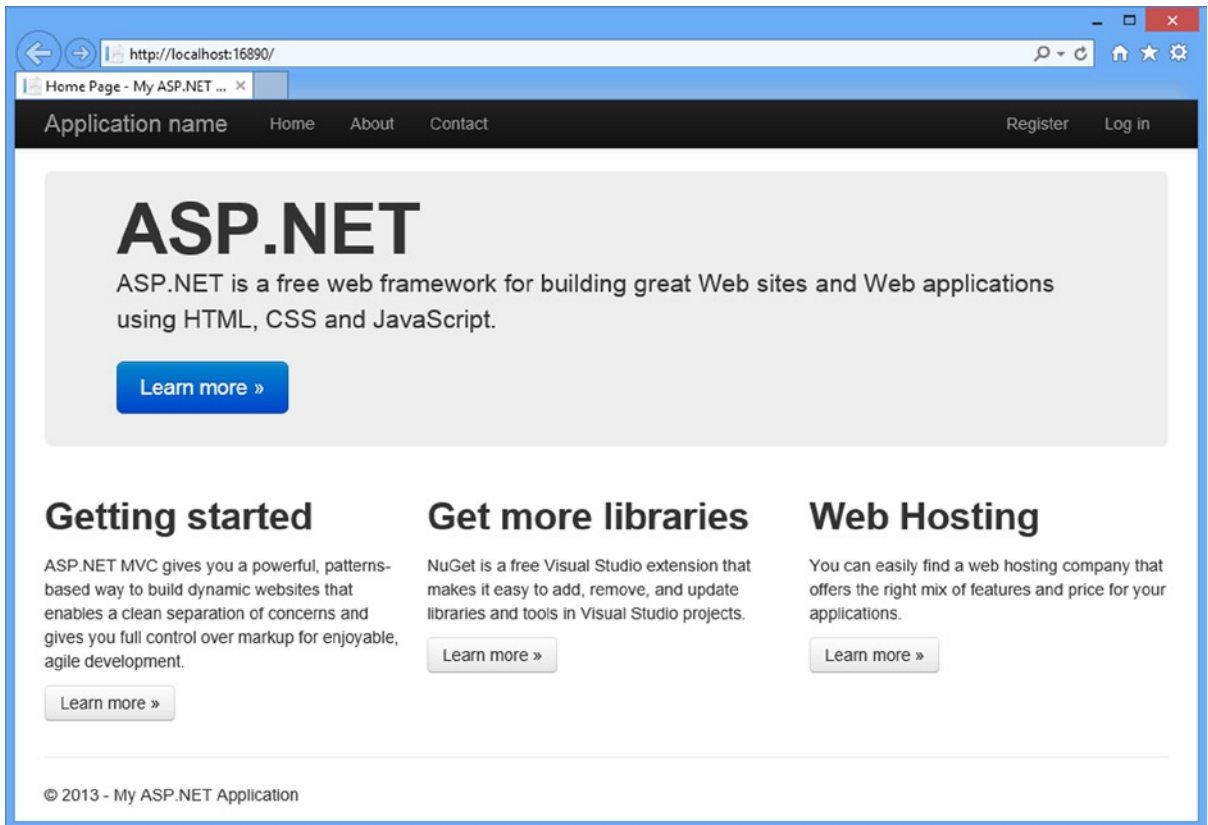 http://localhost:16890/
Home Page - My ASP.NET ...
Application name Home About Contact Register Log in
ASP.NET
ASP.NET is a free web framework for building great Web sites and Web applications
using HTML, CSS and JavaScript.
Learn more »
Getting started
ASP.NET MVC gives you a powerful, patterns-
based way to build dynamic websites that
enables a clean separation of concerns and
gives you full control over markup for enjoyable,
agile development.
Learn more »
Get more libraries
NuGet is a free Visual Studio extension that
makes it easy to add, remove, and update
libraries and tools in Visual Studio projects.
Learn more »
Web Hosting
You can easily find a web hosting company that
offers the right mix of features and price for your
applications.
Learn more »
© 2013 - My ASP.NET Application